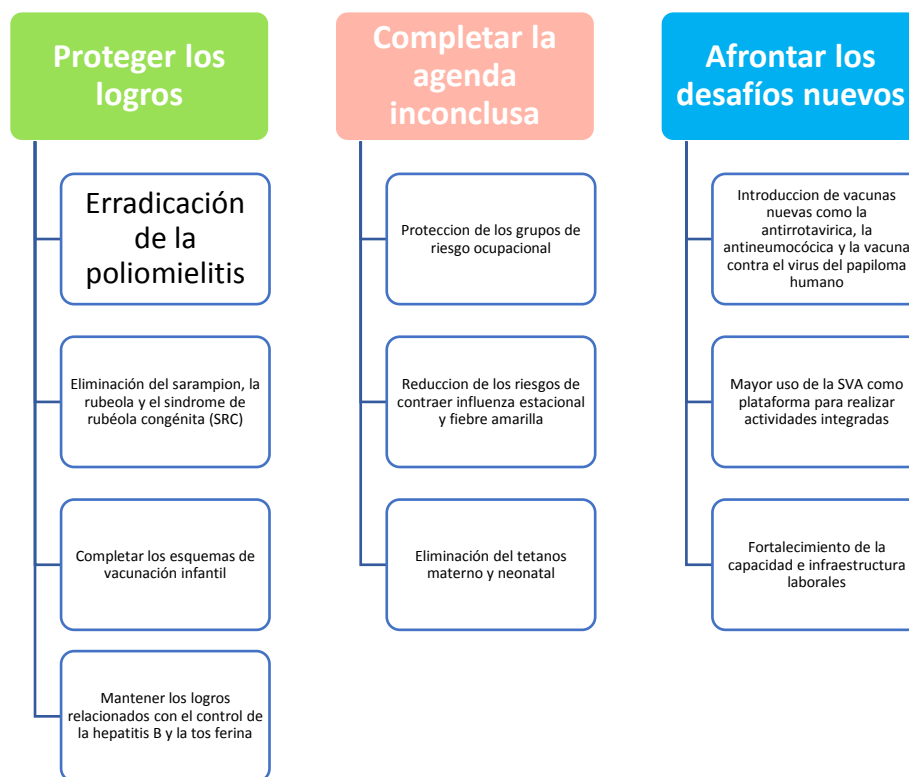 Proteger los
logros
Erradicación
de la
poliomielitis
Eliminación del sarampion, la
rubeola y el sindrome de
rubéola congénita (SRC)
Completar los esquemas de
vacunación infantil
Mantener los logros
relacionados con el control de
la hepatitis B y la tos ferina
Completar la
agenda
inconclusa
Proteccion de los grupos de
riesgo ocupacional
Reduccion de los riesgos de
contraer influenza estacional
y fiebre amarilla
Eliminación del tetanos
materno y neonatal
Afrontar los
desafíos nuevos
Introduccion de vacunas
nuevas como la
antirrotavirica, la
antineumocócica y la vacuna
contra el virus del papiloma
humano
Mayor uso de la SVA como
plataforma para realizar
actividades integradas
Fortalecimiento de la
capacidad e infraestructura
laborales